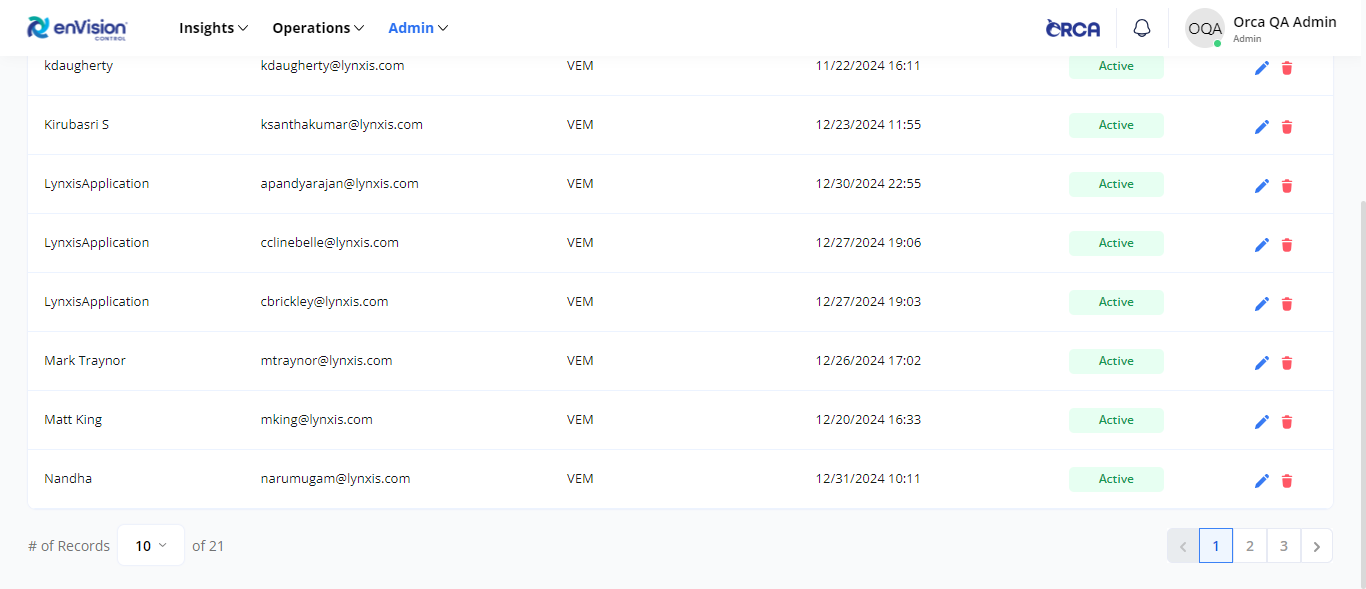 enVision
CONTROL
Insights
Operations
Admin
ORCA
OQA
Orca QA Admin
Admin
kdaugherty kdaugherty@lynxis.com VEM 11/22/2024 16:11 Active
Kirubasri S ksanthakumar@lynxis.com VEM 12/23/2024 11:55 Active
LynxisApplication apandyarajan@lynxis.com VEM 12/30/2024 22:55 Active
LynxisApplication cclinebelle@lynxis.com VEM 12/27/2024 19:06 Active
LynxisApplication cbrickley@lynxis.com VEM 12/27/2024 19:03 Active
Mark Traynor mtraynor@lynxis.com VEM 12/26/2024 17:02 Active
Matt King mking@lynxis.com VEM 12/20/2024 16:33 Active
Nandha narumugam@lynxis.com VEM 12/31/2024 10:11 Active
# of Records 10 of 21
1 2 3